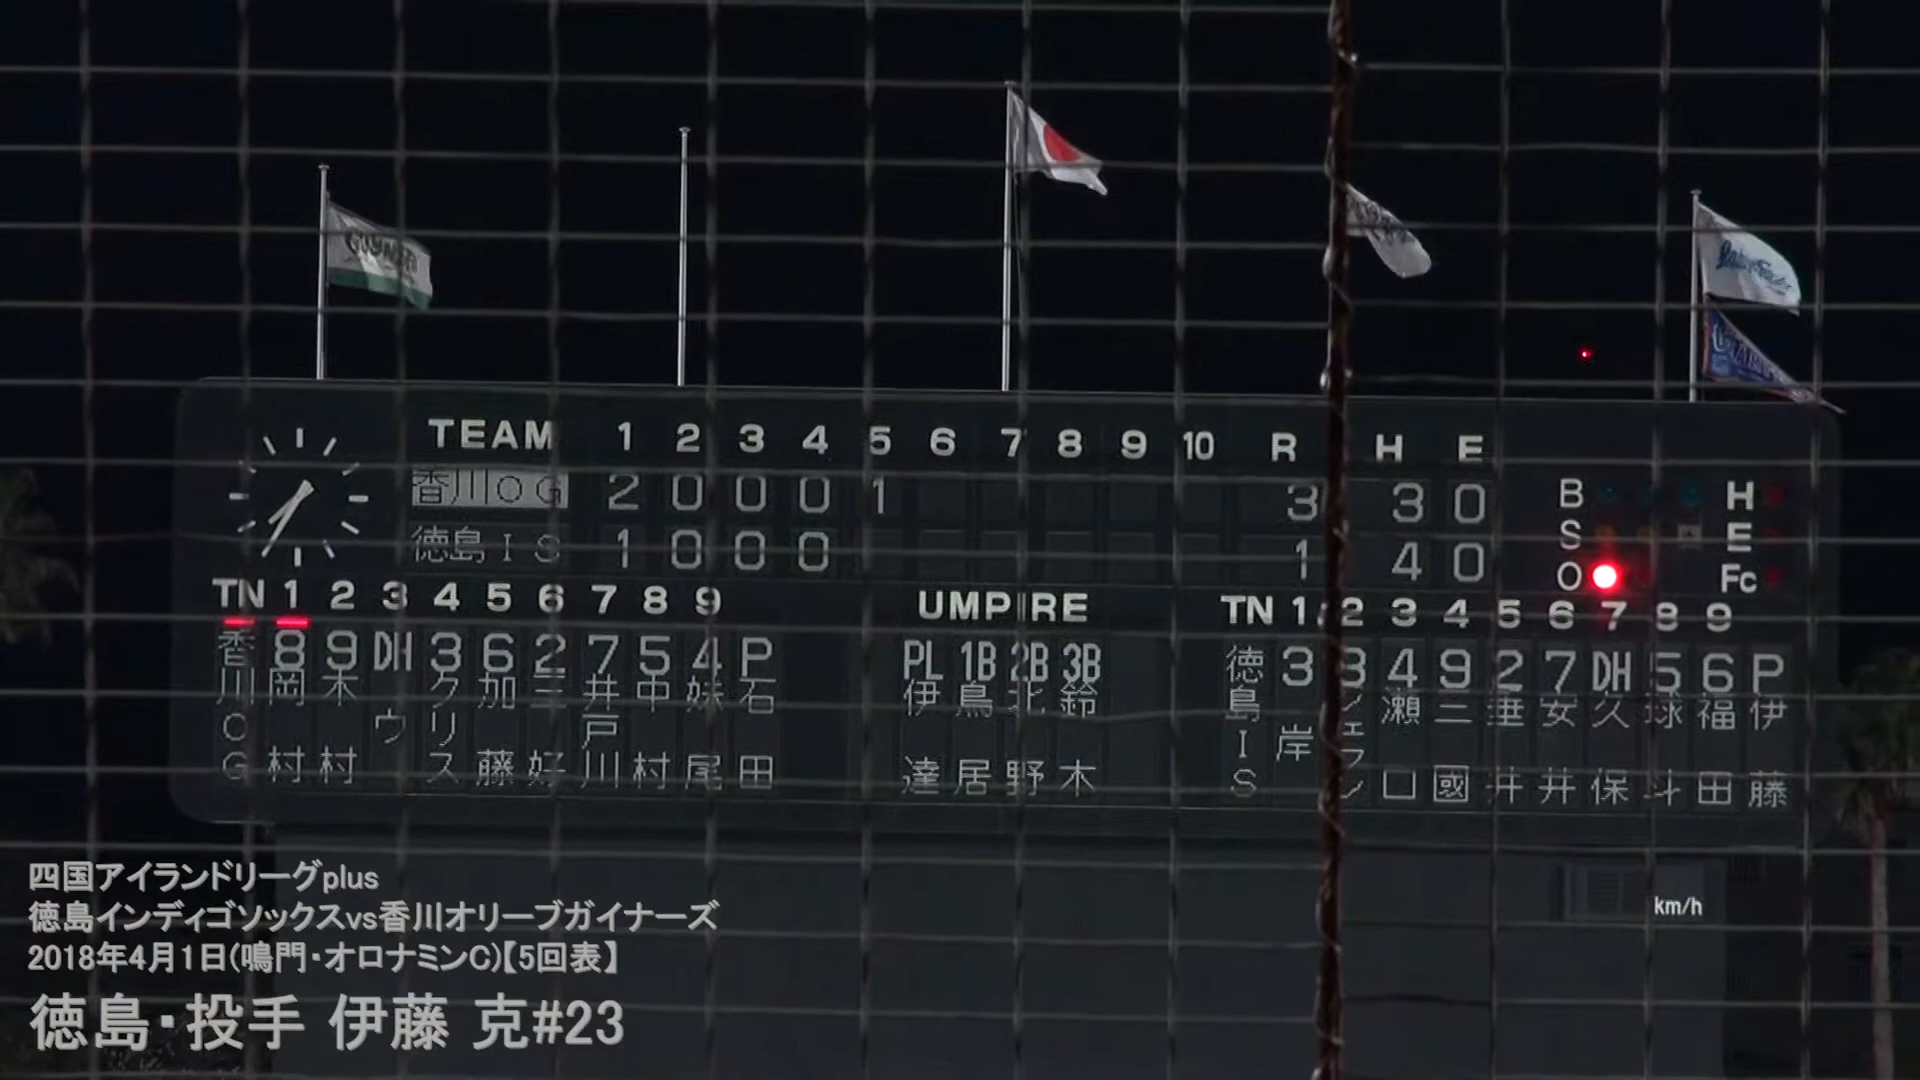 TEAM 1 2 3 4 5 6 7 8 9 10 R H E
香川OG 2 0 0 0 1 3 3 0
徳島IS 1 0 0 0 1 4 0
B H
S E
O Fc
TN 1 2 3 4 5 6 7 8 9
8 9 DH 3 6 2 7 5 4 P
香川OG 岡村 木村 ウ クリス 加藤 三好 井戸川 中村 妹尾 石田
UMPIRE
PL 1B 2B 3B
伊達 鳥居 北野 鈴木
TN 1 2 3 4 5 6 7 8 9
3 8 4 9 2 7 DH 5 6 P
徳島IS 岸 ジェフン 瀬口 三國 垂井 安井 久保 球斗 福田 伊藤
km/h
四国アイランドリーグplus
徳島インディゴソックスvs香川オリーブガイナーズ
2018年4月1日(鳴門・オロナミンC)【5回表】
徳島・投手 伊藤 克#23